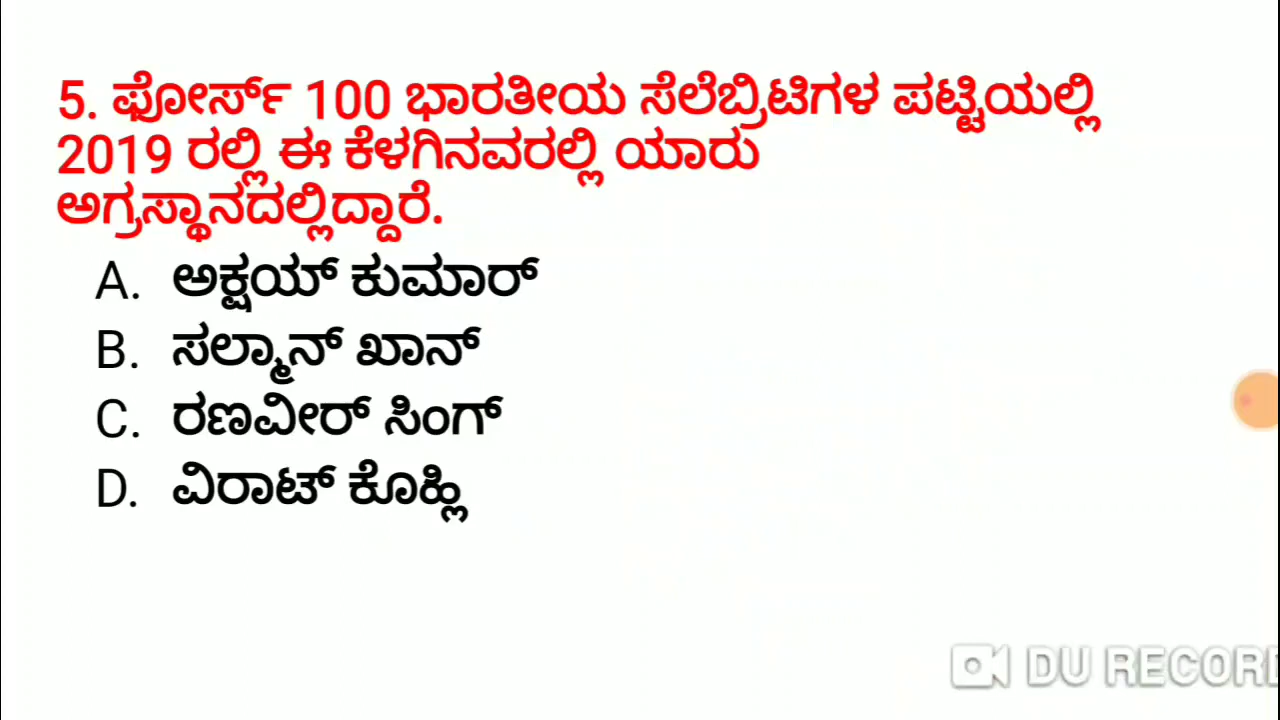 5. ಫೋರ್ಸ್ 100 ಭಾರತೀಯ ಸೆಲೆಬ್ರಿಟಿಗಳ ಪಟ್ಟಿಯಲ್ಲಿ
2019 ರಲ್ಲಿ ಈ ಕೆಳಗಿನವರಲ್ಲಿ ಯಾರು
ಅಗ್ರಸ್ಥಾನದಲ್ಲಿದ್ದಾರೆ.
A. ಅಕ್ಷಯ್ ಕುಮಾರ್
B. ಸಲ್ಮಾನ್ ಖಾನ್
C. ರಣವೀರ್ ಸಿಂಗ್
D. ವಿರಾಟ್ ಕೊಹ್ಲಿ
DU RECORD